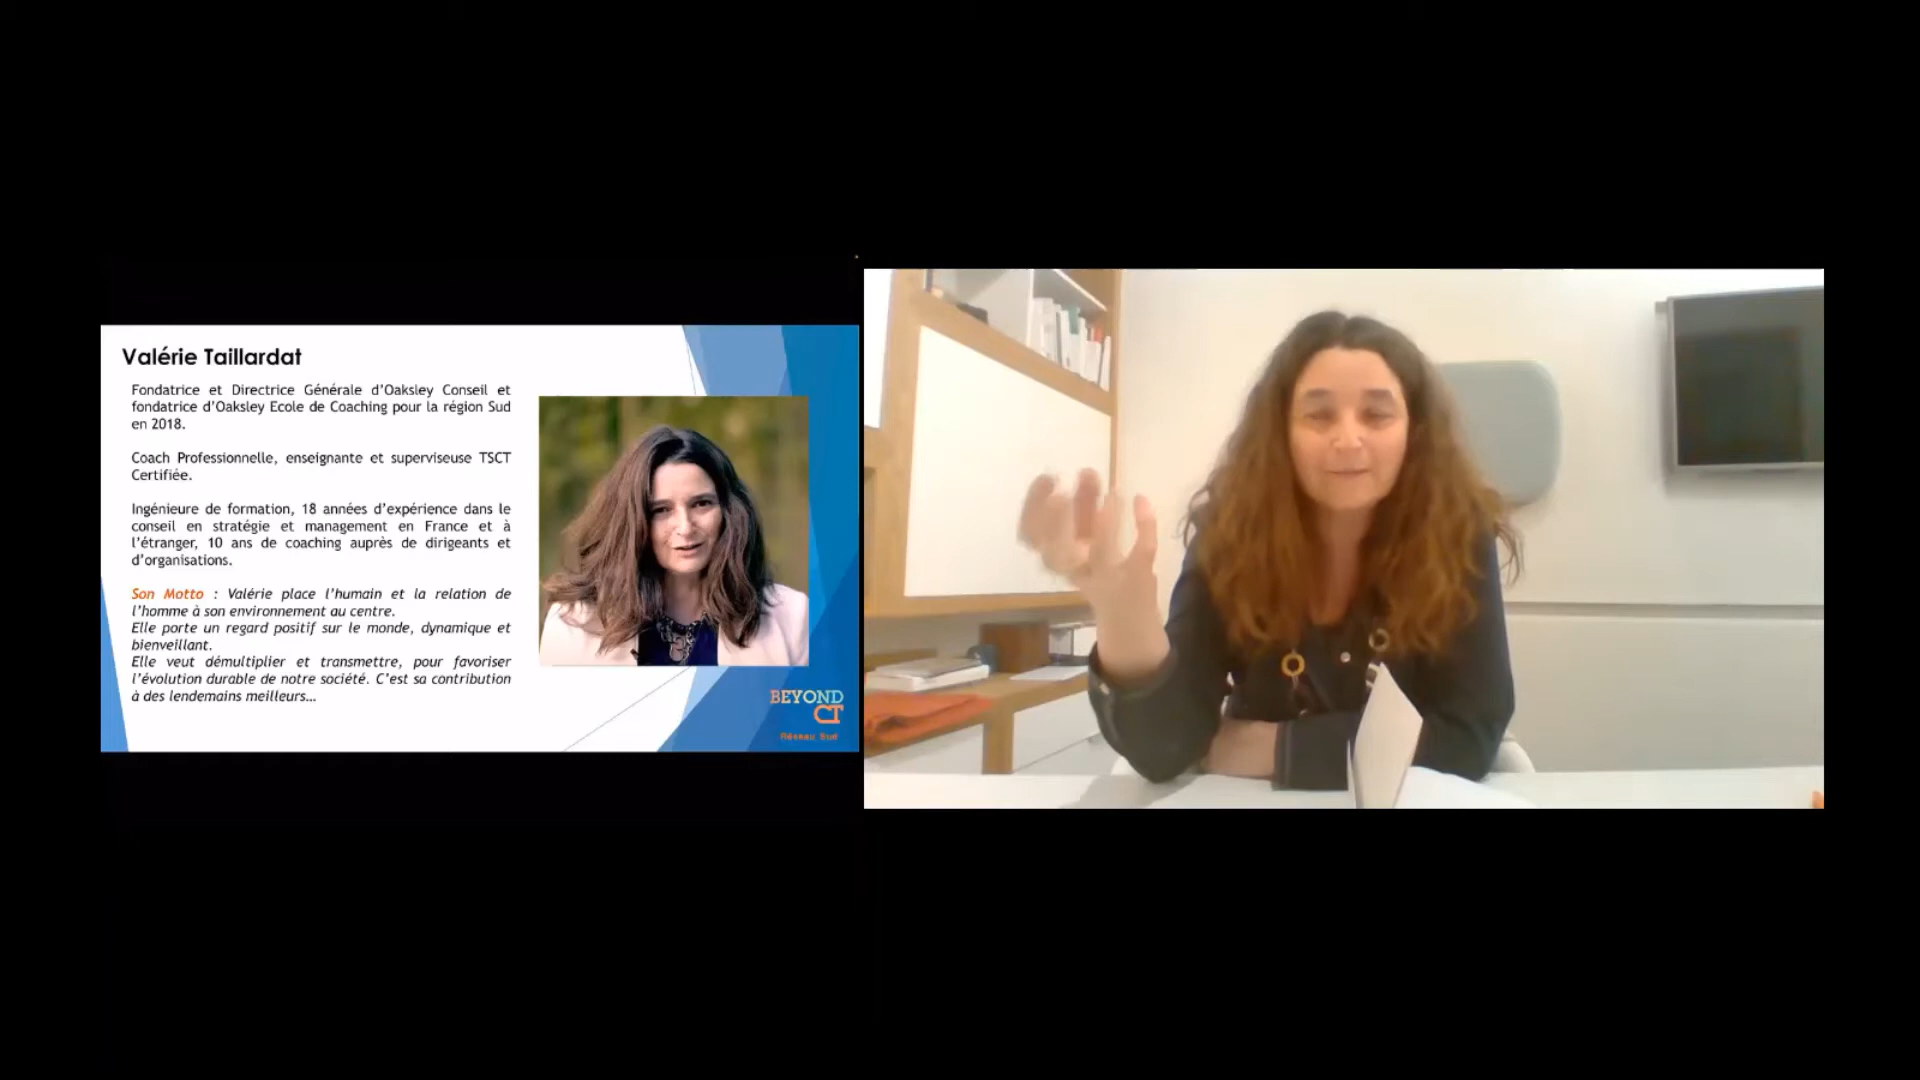 Valérie Taillardat
Fondatrice et Directrice Générale d'Oaksley Conseil et
fondatrice d'Oaksley Ecole de Coaching pour la région Sud
en 2018.
Coach Professionnelle, enseignante et superviseuse TSCT
Certifiée.
Ingénieure de formation, 18 années d'expérience dans le
conseil en stratégie et management en France et à
l'étranger, 10 ans de coaching auprès de dirigeants et
d'organisations.
Son Motto : Valérie place l'humain et la relation de
l'homme à son environnement au centre.
Elle porte un regard positif sur le monde, dynamique et
bienveillant.
Elle veut démultiplier et transmettre, pour favoriser
l'évolution durable de notre société. C'est sa contribution
à des lendemains meilleurs…
BEYOND
CT
Réseau Sud